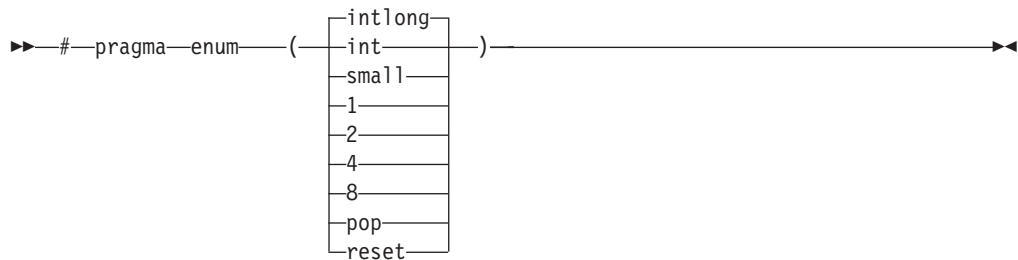 intlong
# pragma enum ( int )
small
1
2
4
8
pop
reset